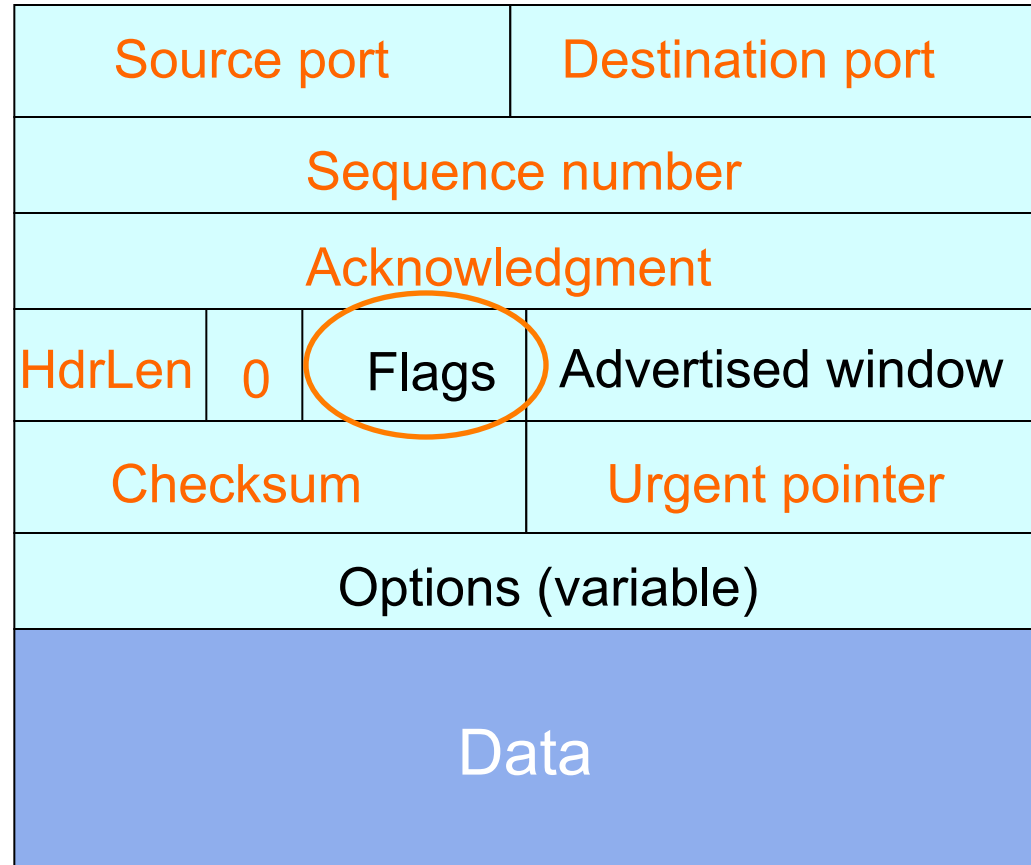 Source port Destination port
Sequence number
Acknowledgment
HdrLen 0 Flags Advertised window
Checksum Urgent pointer
Options (variable)
Data